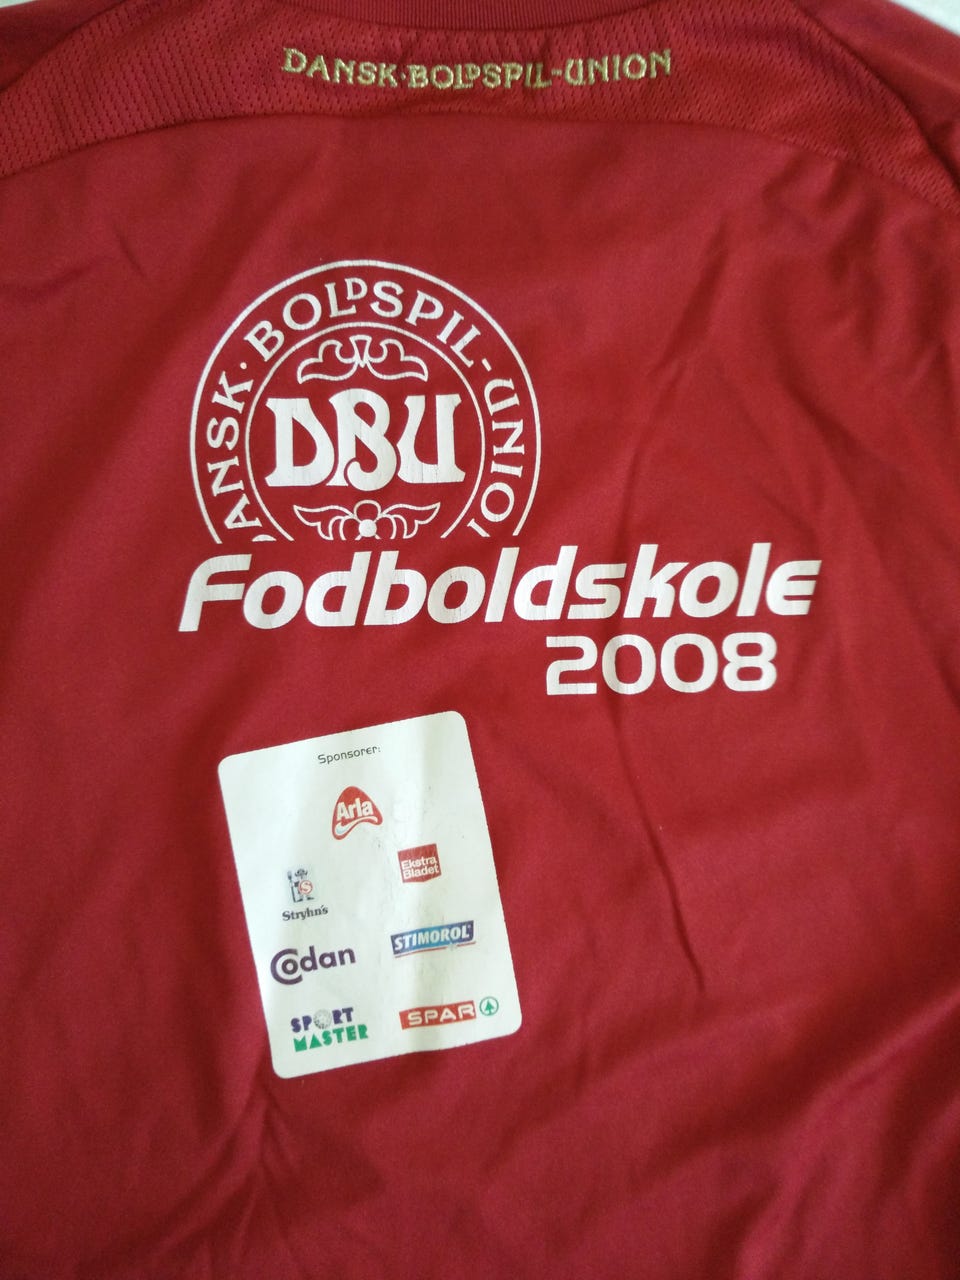 DANSK·BOLDSPIL-UNION
DANSK·BOLDSPIL-UNION
DBU
Fodboldskole
2008
Sponsorer:
Arla
Ekstra
Bladet
S
Stryhn's
Codan
STIMOROL
SPORT
MASTER
SPAR